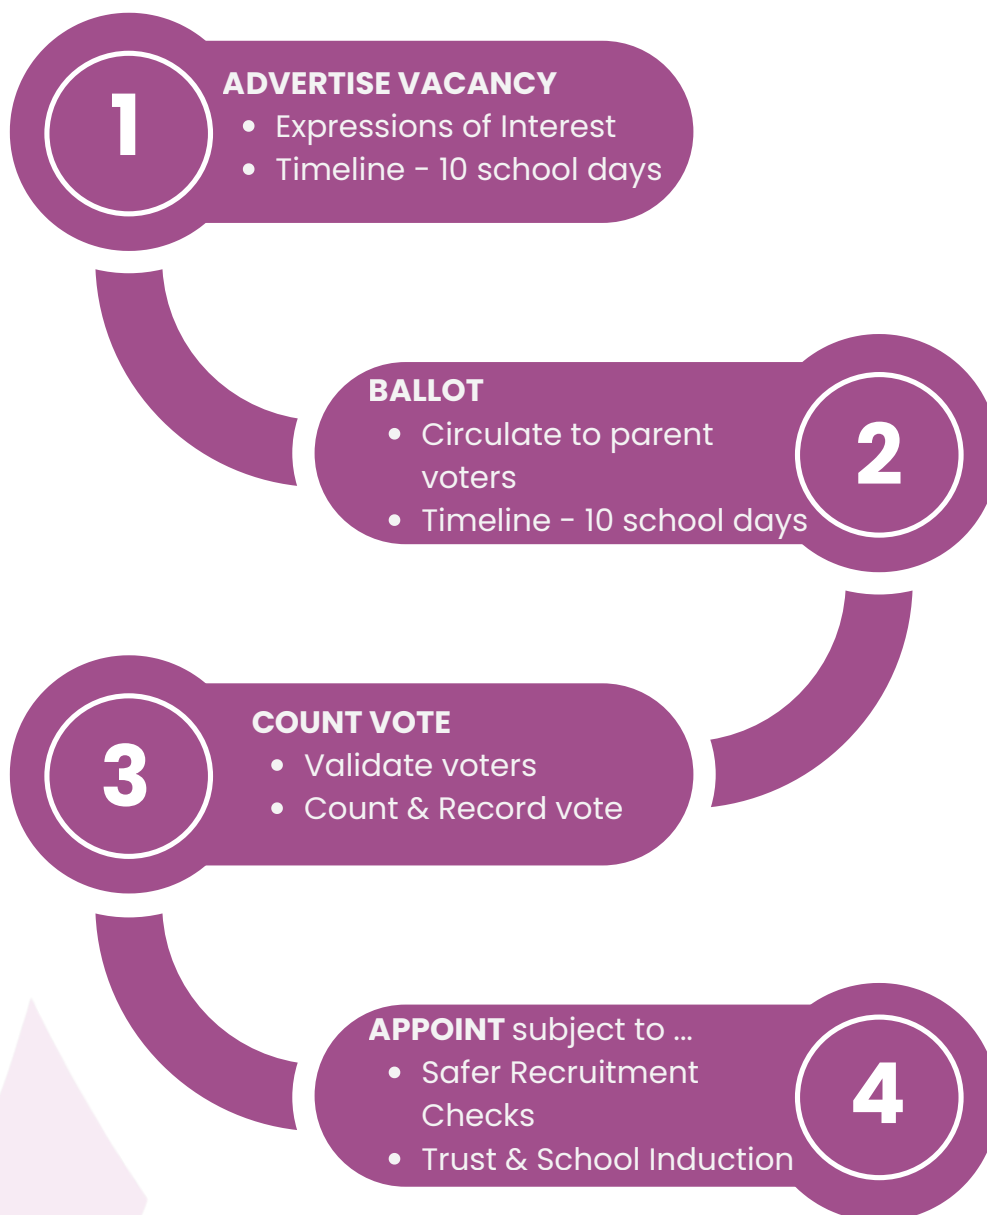 1
ADVERTISE VACANCY
• Expressions of Interest
• Timeline - 10 school days
BALLOT
• Circulate to parent
voters
• Timeline - 10 school days
2
3
COUNT VOTE
• Validate voters
• Count & Record vote
APPOINT subject to ...
• Safer Recruitment
Checks
• Trust & School Induction
4